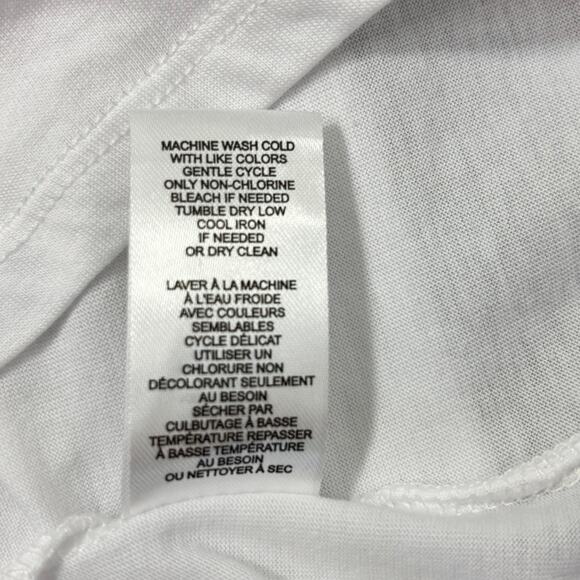 MACHINE WASH COLD
WITH LIKE COLORS
GENTLE CYCLE
ONLY NON-CHLORINE
BLEACH IF NEEDED
TUMBLE DRY LOW
COOL IRON
IF NEEDED
OR DRY CLEAN
LAVER À LA MACHINE
À L'EAU FROIDE
AVEC COULEURS
SEMBLABLES
CYCLE DÉLICAT
UTILISER UN
CHLORURE NON
DÉCOLORANT SEULEMENT
AU BESOIN
SÉCHER PAR
CULBUTAGE À BASSE
TEMPÉRATURE REPASSER
À BASSE TEMPÉRATURE
AU BESOIN
OU NETTOYER À SEC